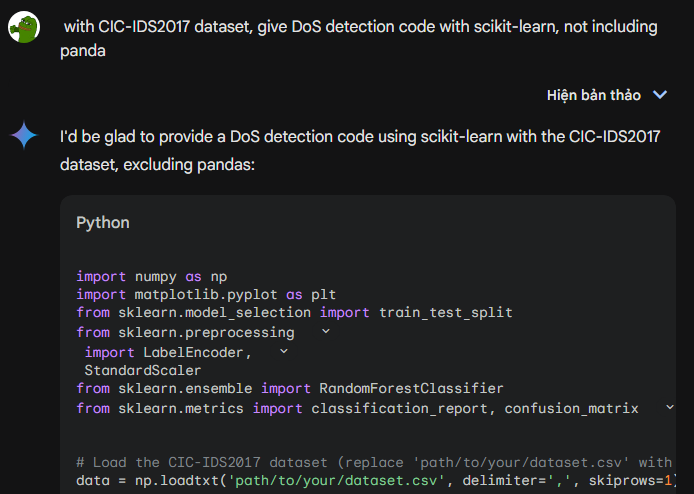 with CIC-IDS2017 dataset, give DoS detection code with scikit-learn, not including
panda
Hiện bản thảo
I'd be glad to provide a DoS detection code using scikit-learn with the CIC-IDS2017
dataset, excluding pandas:
Python
import numpy as np
import matplotlib.pyplot as plt
from sklearn.model_selection import train_test_split
from sklearn.preprocessing
import LabelEncoder,
StandardScaler
from sklearn.ensemble import RandomForestClassifier
from sklearn.metrics import classification_report, confusion_matrix
# Load the CIC-IDS2017 dataset (replace 'path/to/your/dataset.csv' with
data = np.loadtxt('path/to/your/dataset.csv', delimiter=',', skiprows=1)